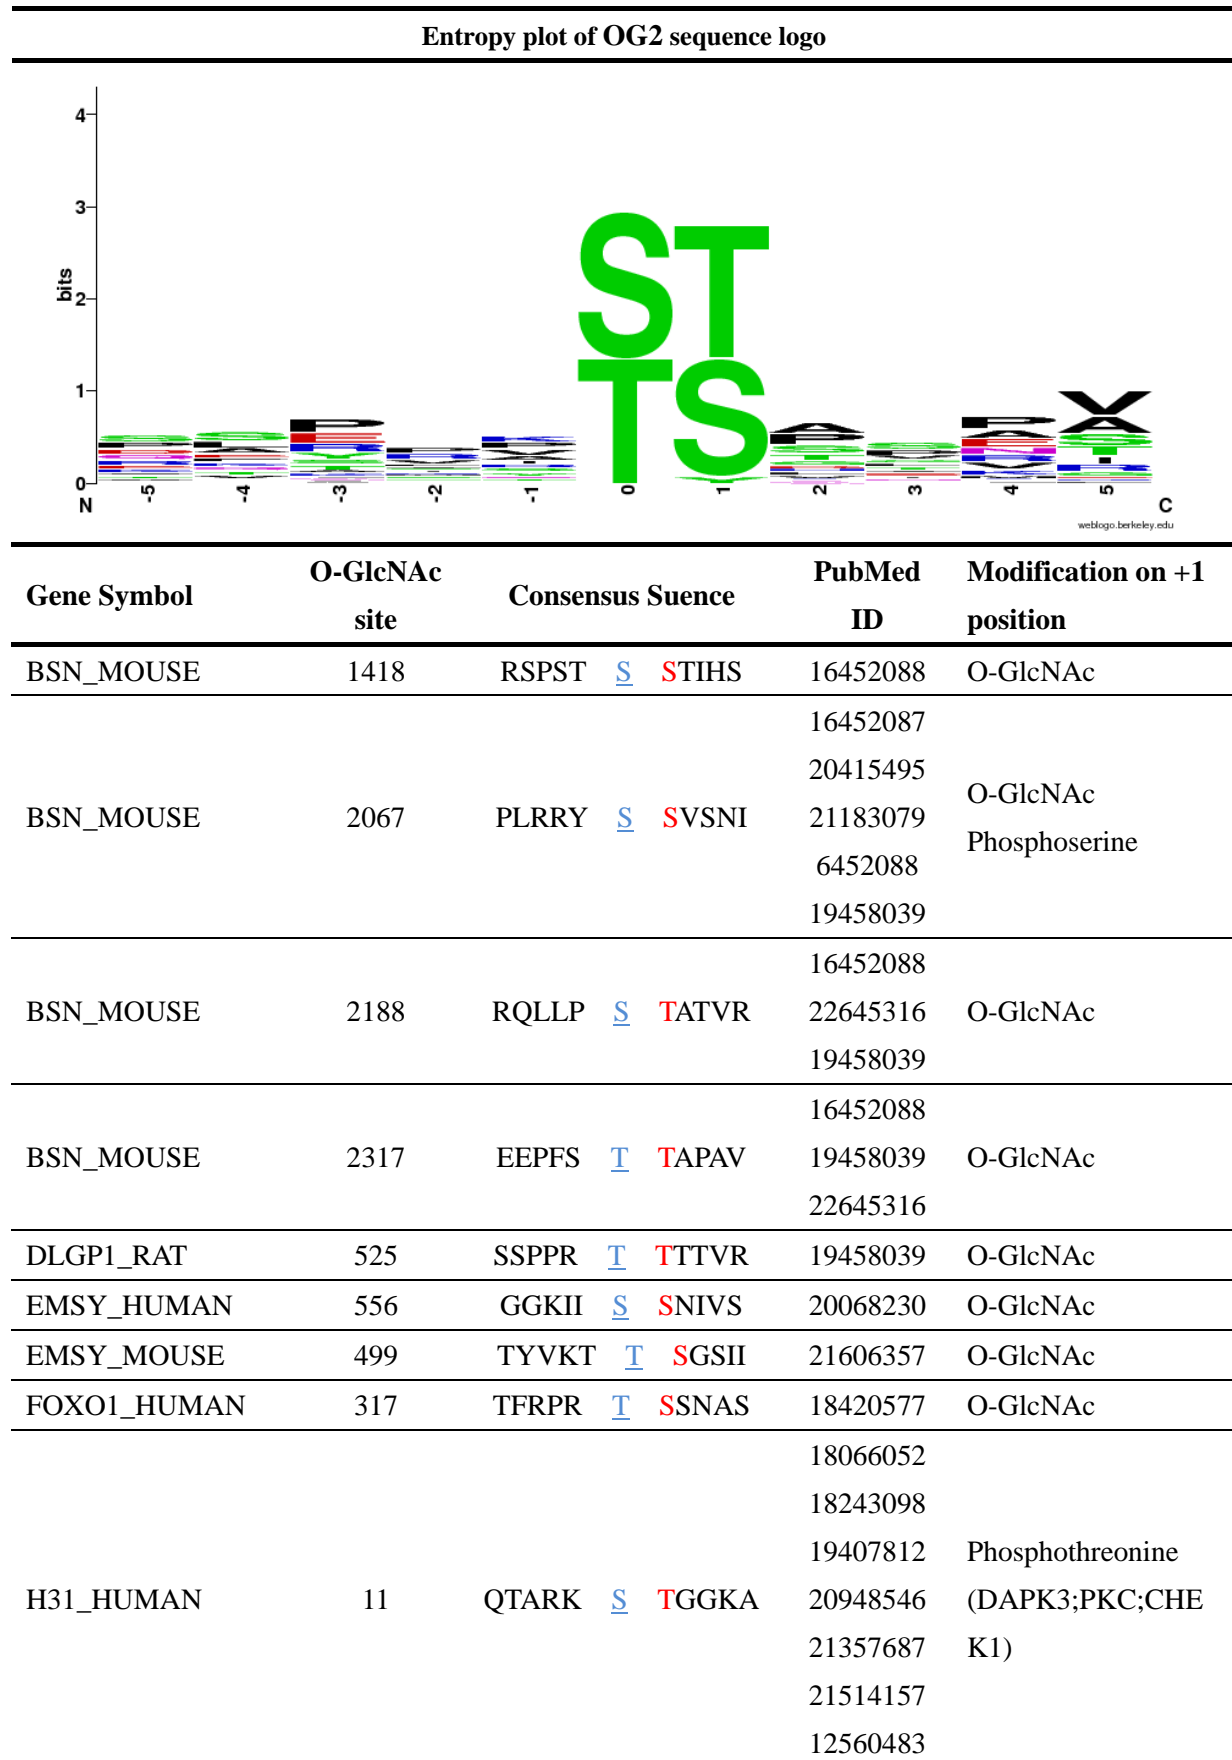 Entropy plot of OG2 sequence logo
4
3
bits
2
1
0
ST
TS
N
-5
-4
-3
-2
-1
0
1
2
3
4
5
C
weblogo.berkeley.edu
Gene Symbol O-GlcNAc site Consensus Suence PubMed ID Modification on +1 position
BSN_MOUSE 1418 RSPST S STIHS 16452088 O-GlcNAc
BSN_MOUSE 2067 PLRRY S SVSNI 16452087 O-GlcNAc
20415495 Phosphoserine
21183079
6452088
19458039
BSN_MOUSE 2188 RQLLP S TATVR 16452088 O-GlcNAc
22645316
19458039
BSN_MOUSE 2317 EEPFS T TAPAV 16452088 O-GlcNAc
19458039
22645316
DLGP1_RAT 525 SSPPR T TTTVR 19458039 O-GlcNAc
EMSY_HUMAN 556 GGKII S SNIVS 20068230 O-GlcNAc
EMSY_MOUSE 499 TYVKT T SGSII 21606357 O-GlcNAc
FOXO1_HUMAN 317 TFRPR T SSNAS 18420577 O-GlcNAc
H31_HUMAN 11 QTARK S TGGKA 18066052 Phosphothreonine
18243098 (DAPK3;PKC;CHE
19407812 K1)
20948546
21357687
21514157
12560483